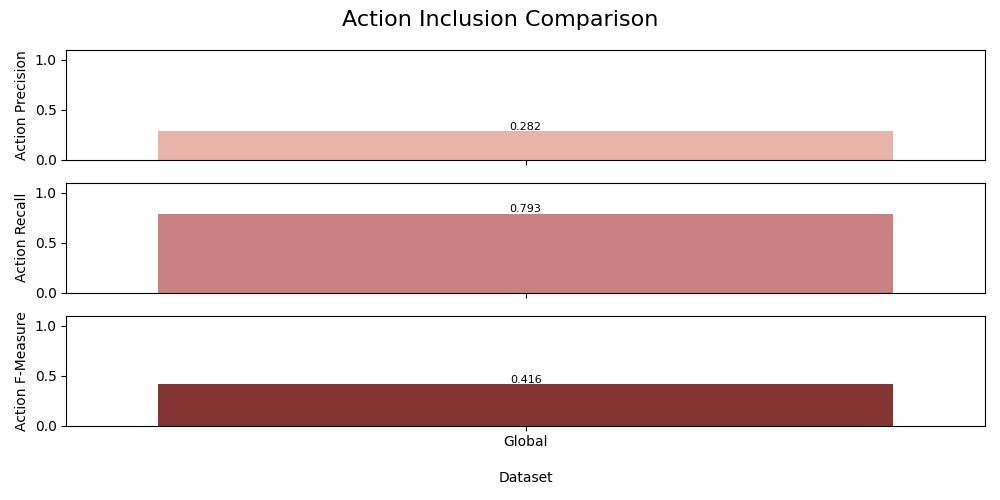 Action Inclusion Comparison
Action Precision
1.0
0.5
0.0
0.282
Action Recall
1.0
0.5
0.0
0.793
Action F-Measure
1.0
0.5
0.0
0.416
Global
Dataset